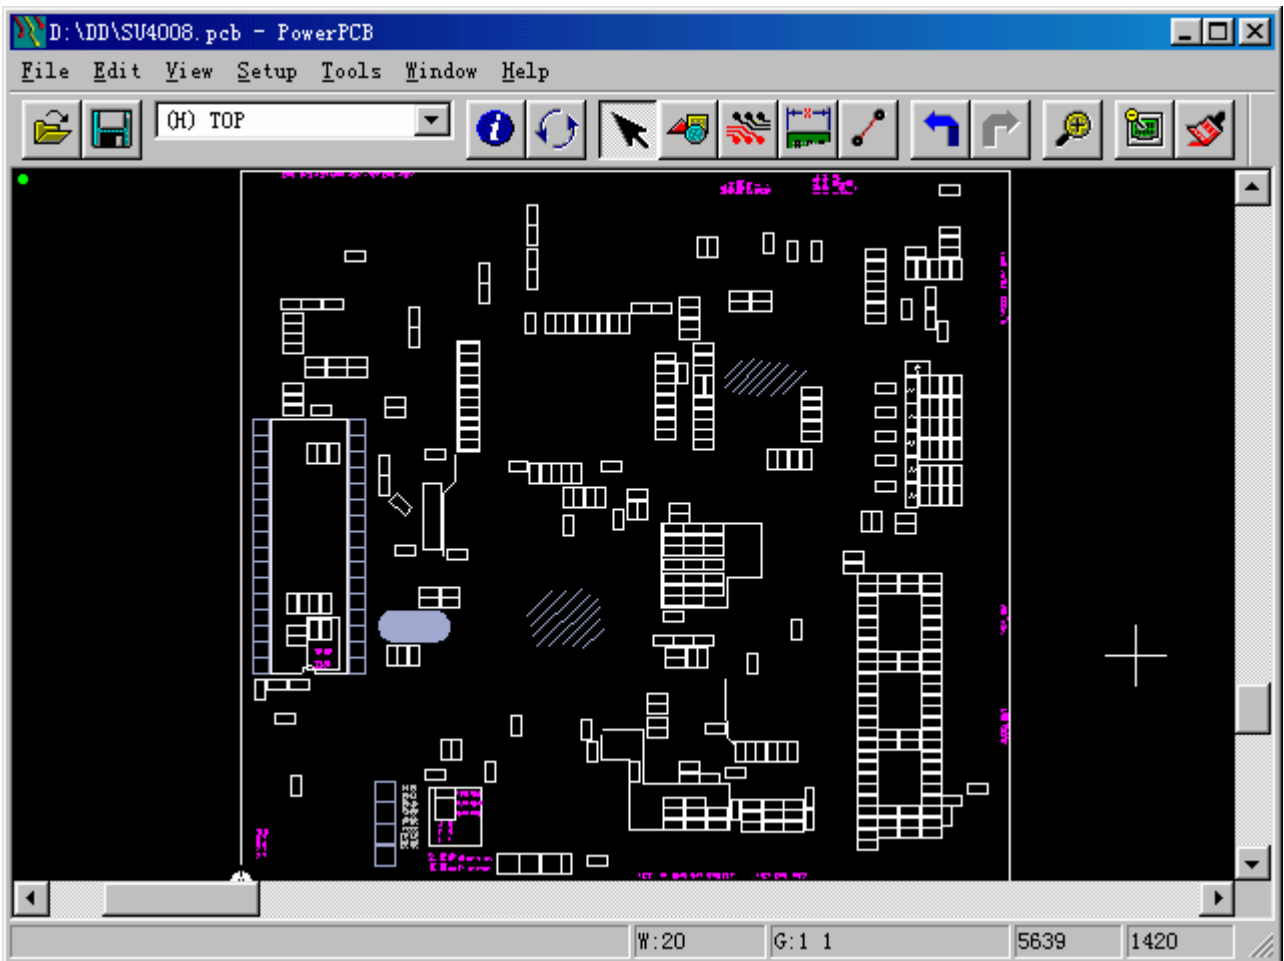 D:\DD\SU4008.pcb - PowerPCB
File Edit View Setup Tools Window Help
(H) TOP
W:20 G:1 1 5639 1420